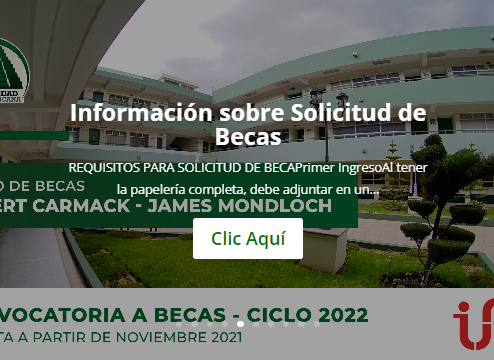 DAD
Información sobre Solicitud de
Becas
REQUISITOS PARA SOLICITUD DE BECAPrimer IngresoAl tener
la papelería completa, debe adjuntar en un...
O DE BECAS
ERT CARMACK - JAMES MONDLOCH
Clic Aquí
VOCATORIA A BECAS - CICLO 2022
TA A PARTIR DE NOVIEMBRE 2021